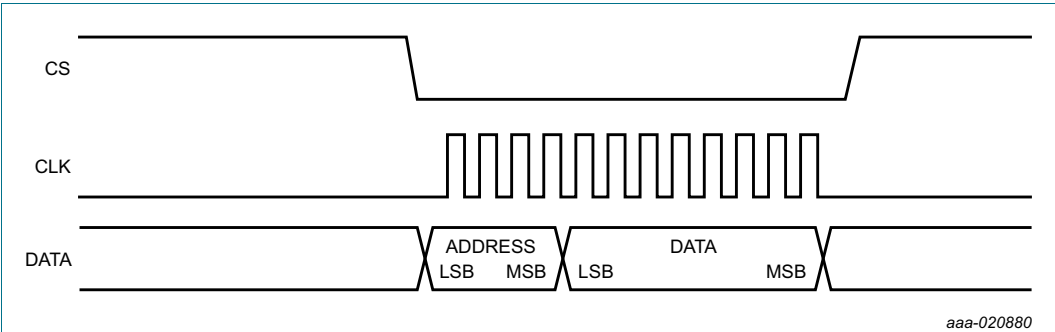 CS
CLK
DATA
ADDRESS
LSB MSB
DATA
LSB MSB
aaa-020880